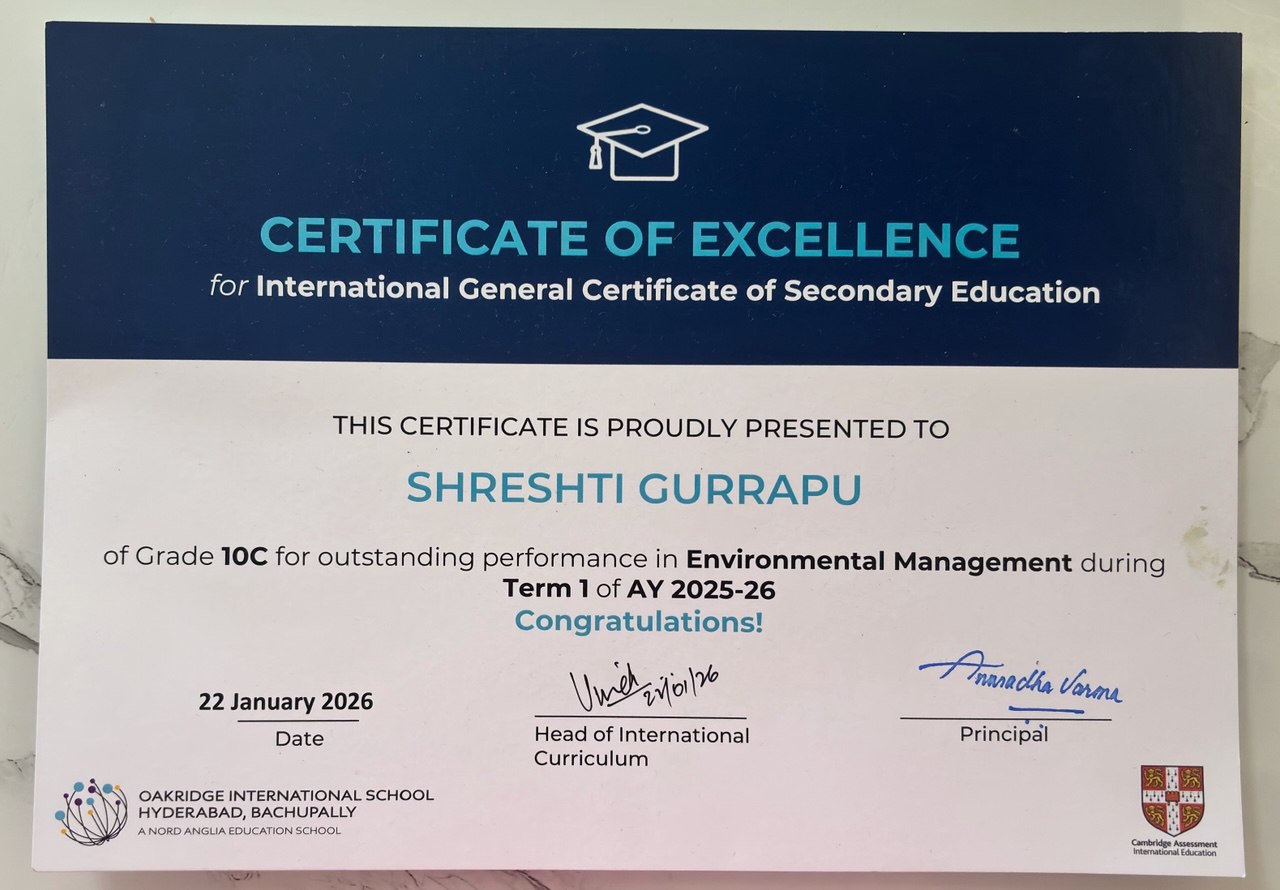 CERTIFICATE OF EXCELLENCE
for International General Certificate of Secondary Education
THIS CERTIFICATE IS PROUDLY PRESENTED TO
SHRESHTI GURRAPU
of Grade 10C for outstanding performance in Environmental Management during
Term 1 of AY 2025-26
Congratulations!
22 January 2026
22/01/26
Anuradha Varma
Date
Head of International
Curriculum
Principal
OAKRIDGE INTERNATIONAL SCHOOL
HYDERABAD, BACHUPALLY
A NORD ANGLIA EDUCATION SCHOOL
Cambridge Assessment
International Education